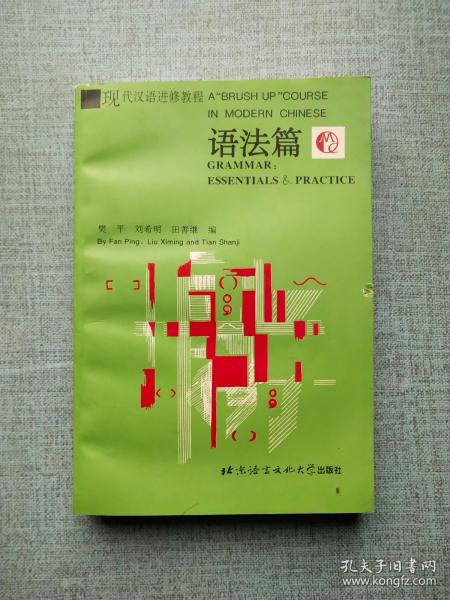 现代汉语进修教程 A "BRUSH UP" COURSE
IN MODERN CHINESE
语法篇
GRAMMAR:
ESSENTIALS & PRACTICE
樊 平 刘希明 田善继 编
By Fan Ping, Liu Ximing and Tian Shanji
北京语言文化大学出版社
孔夫子旧书网
www.kongfz.com